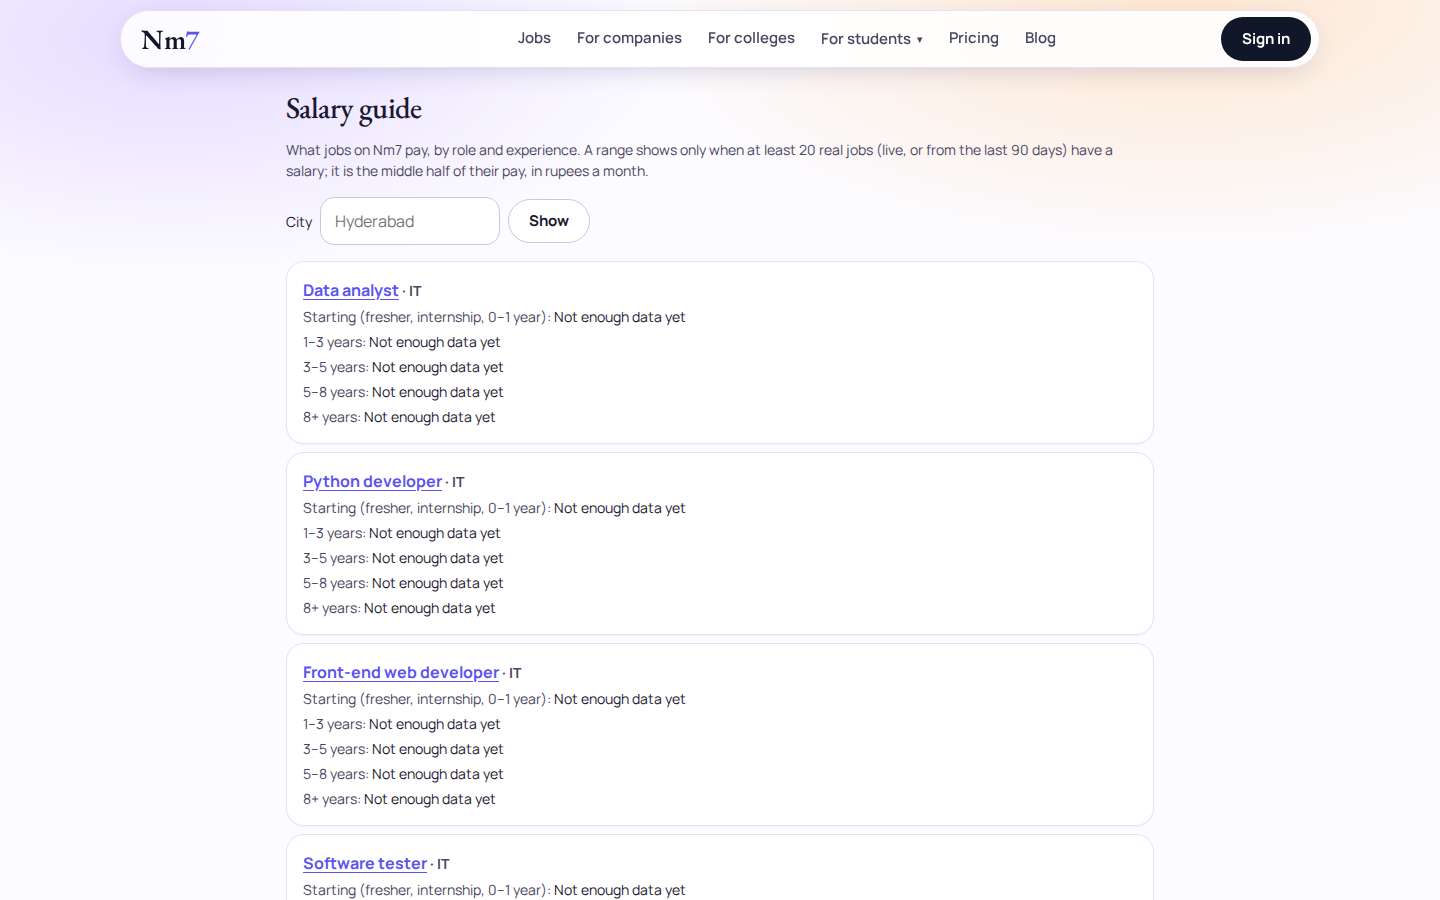 Nm7
Jobs
For companies
For colleges
For students ▾
Pricing
Blog
Sign in
Salary guide
What jobs on Nm7 pay, by role and experience. A range shows only when at least 20 real jobs (live, or from the last 90 days) have a
salary; it is the middle half of their pay, in rupees a month.
City
Hyderabad
Show
Data analyst · IT
Starting (fresher, internship, 0–1 year): Not enough data yet
1–3 years: Not enough data yet
3–5 years: Not enough data yet
5–8 years: Not enough data yet
8+ years: Not enough data yet
Python developer · IT
Starting (fresher, internship, 0–1 year): Not enough data yet
1–3 years: Not enough data yet
3–5 years: Not enough data yet
5–8 years: Not enough data yet
8+ years: Not enough data yet
Front-end web developer · IT
Starting (fresher, internship, 0–1 year): Not enough data yet
1–3 years: Not enough data yet
3–5 years: Not enough data yet
5–8 years: Not enough data yet
8+ years: Not enough data yet
Software tester · IT
Starting (fresher, internship, 0–1 year): Not enough data yet